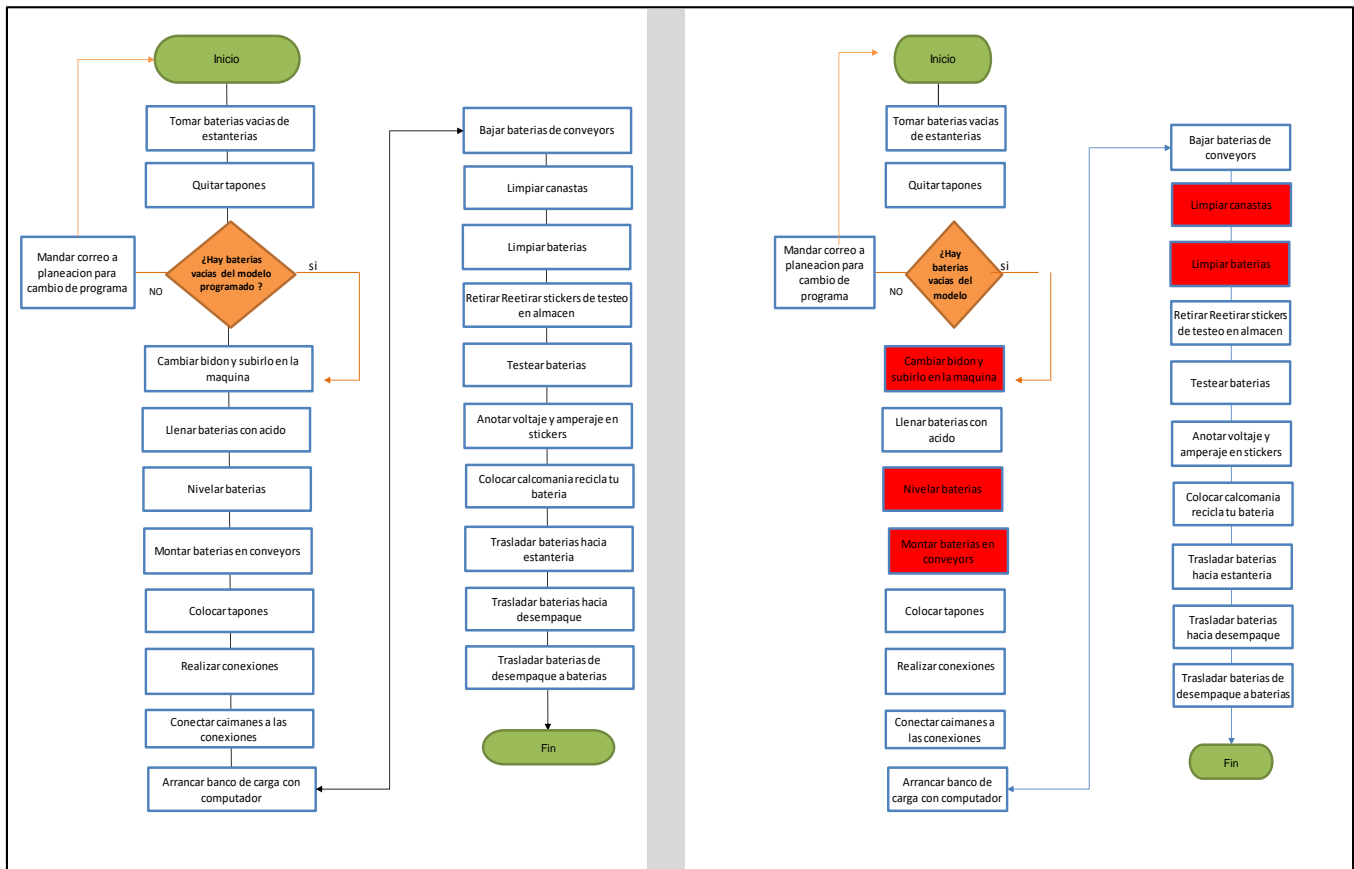 Inicio
Tomar baterias vacias de
estanterias
Quitar tapones
¿Hay baterias
vacias del modelo
programado ?
si
NO
Mandar correo a
planeacion para
cambio de programa
Cambiar bidon y subirlo en la
maquina
Llenar baterias con acido
Nivelar baterias
Montar baterias en conveyors
Colocar tapones
Realizar conexiones
Conectar caimanes a las
conexiones
Arrancar banco de carga con
computador
Bajar baterias de conveyors
Limpiar canastas
Limpiar baterias
Retirar Reetirar stickers de testeo
en almacen
Testear baterias
Anotar voltaje y amperaje en
stickers
Colocar calcomania recicla tu
bateria
Trasladar baterias hacia
estanteria
Trasladar baterias hacia
desempaque
Trasladar baterias de
desempaque a baterias
Fin
Inicio
Tomar baterias vacias
de estanterias
Quitar tapones
¿Hay
baterias
vacias del
modelo
si
NO
Mandar correo a
planeacion para
cambio de
programa
Cambiar bidon y
subirlo en la maquina
Llenar baterias con
acido
Nivelar baterias
Montar baterias en
conveyors
Colocar tapones
Realizar conexiones
Conectar caimanes a
las conexiones
Arrancar banco de
carga con computador
Bajar baterias de
conveyors
Limpiar canastas
Limpiar baterias
Retirar Reetirar stickers
de testeo en almacen
Testear baterias
Anotar voltaje y
amperaje en stickers
Colocar calcomania
recicla tu bateria
Trasladar baterias
hacia estanteria
Trasladar baterias
hacia desempaque
Trasladar baterias de
desempaque a baterias
Fin